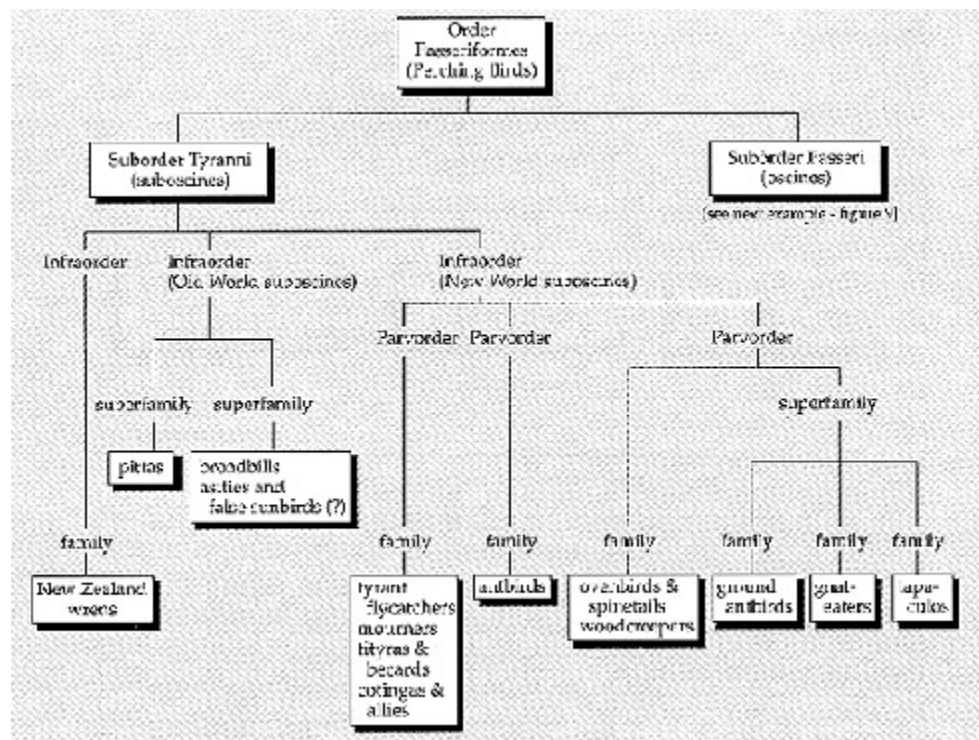 Order
Passeriformes
(Perching Birds)
Suborder Tyranni
(suboscines)
Suborder Passeri
(oscines)
(see next example - figure 9)
Infraorder
Infraorder
(Old World suboscines)
Infraorder
(New World suboscines)
Parvorder
Parvorder
Parvorder
superfamily
superfamily
superfamily
pittas
broadbills
asities and
false sunbirds (?)
family
family
family
family
family
family
family
New Zealand
wrens
tyrant
flycatchers
mourners
tityras &
becards
cotingas &
allies
antbirds
ovenbirds &
spinetails
woodcreepers
ground
antbirds
gnat-
eaters
tapa-
culos